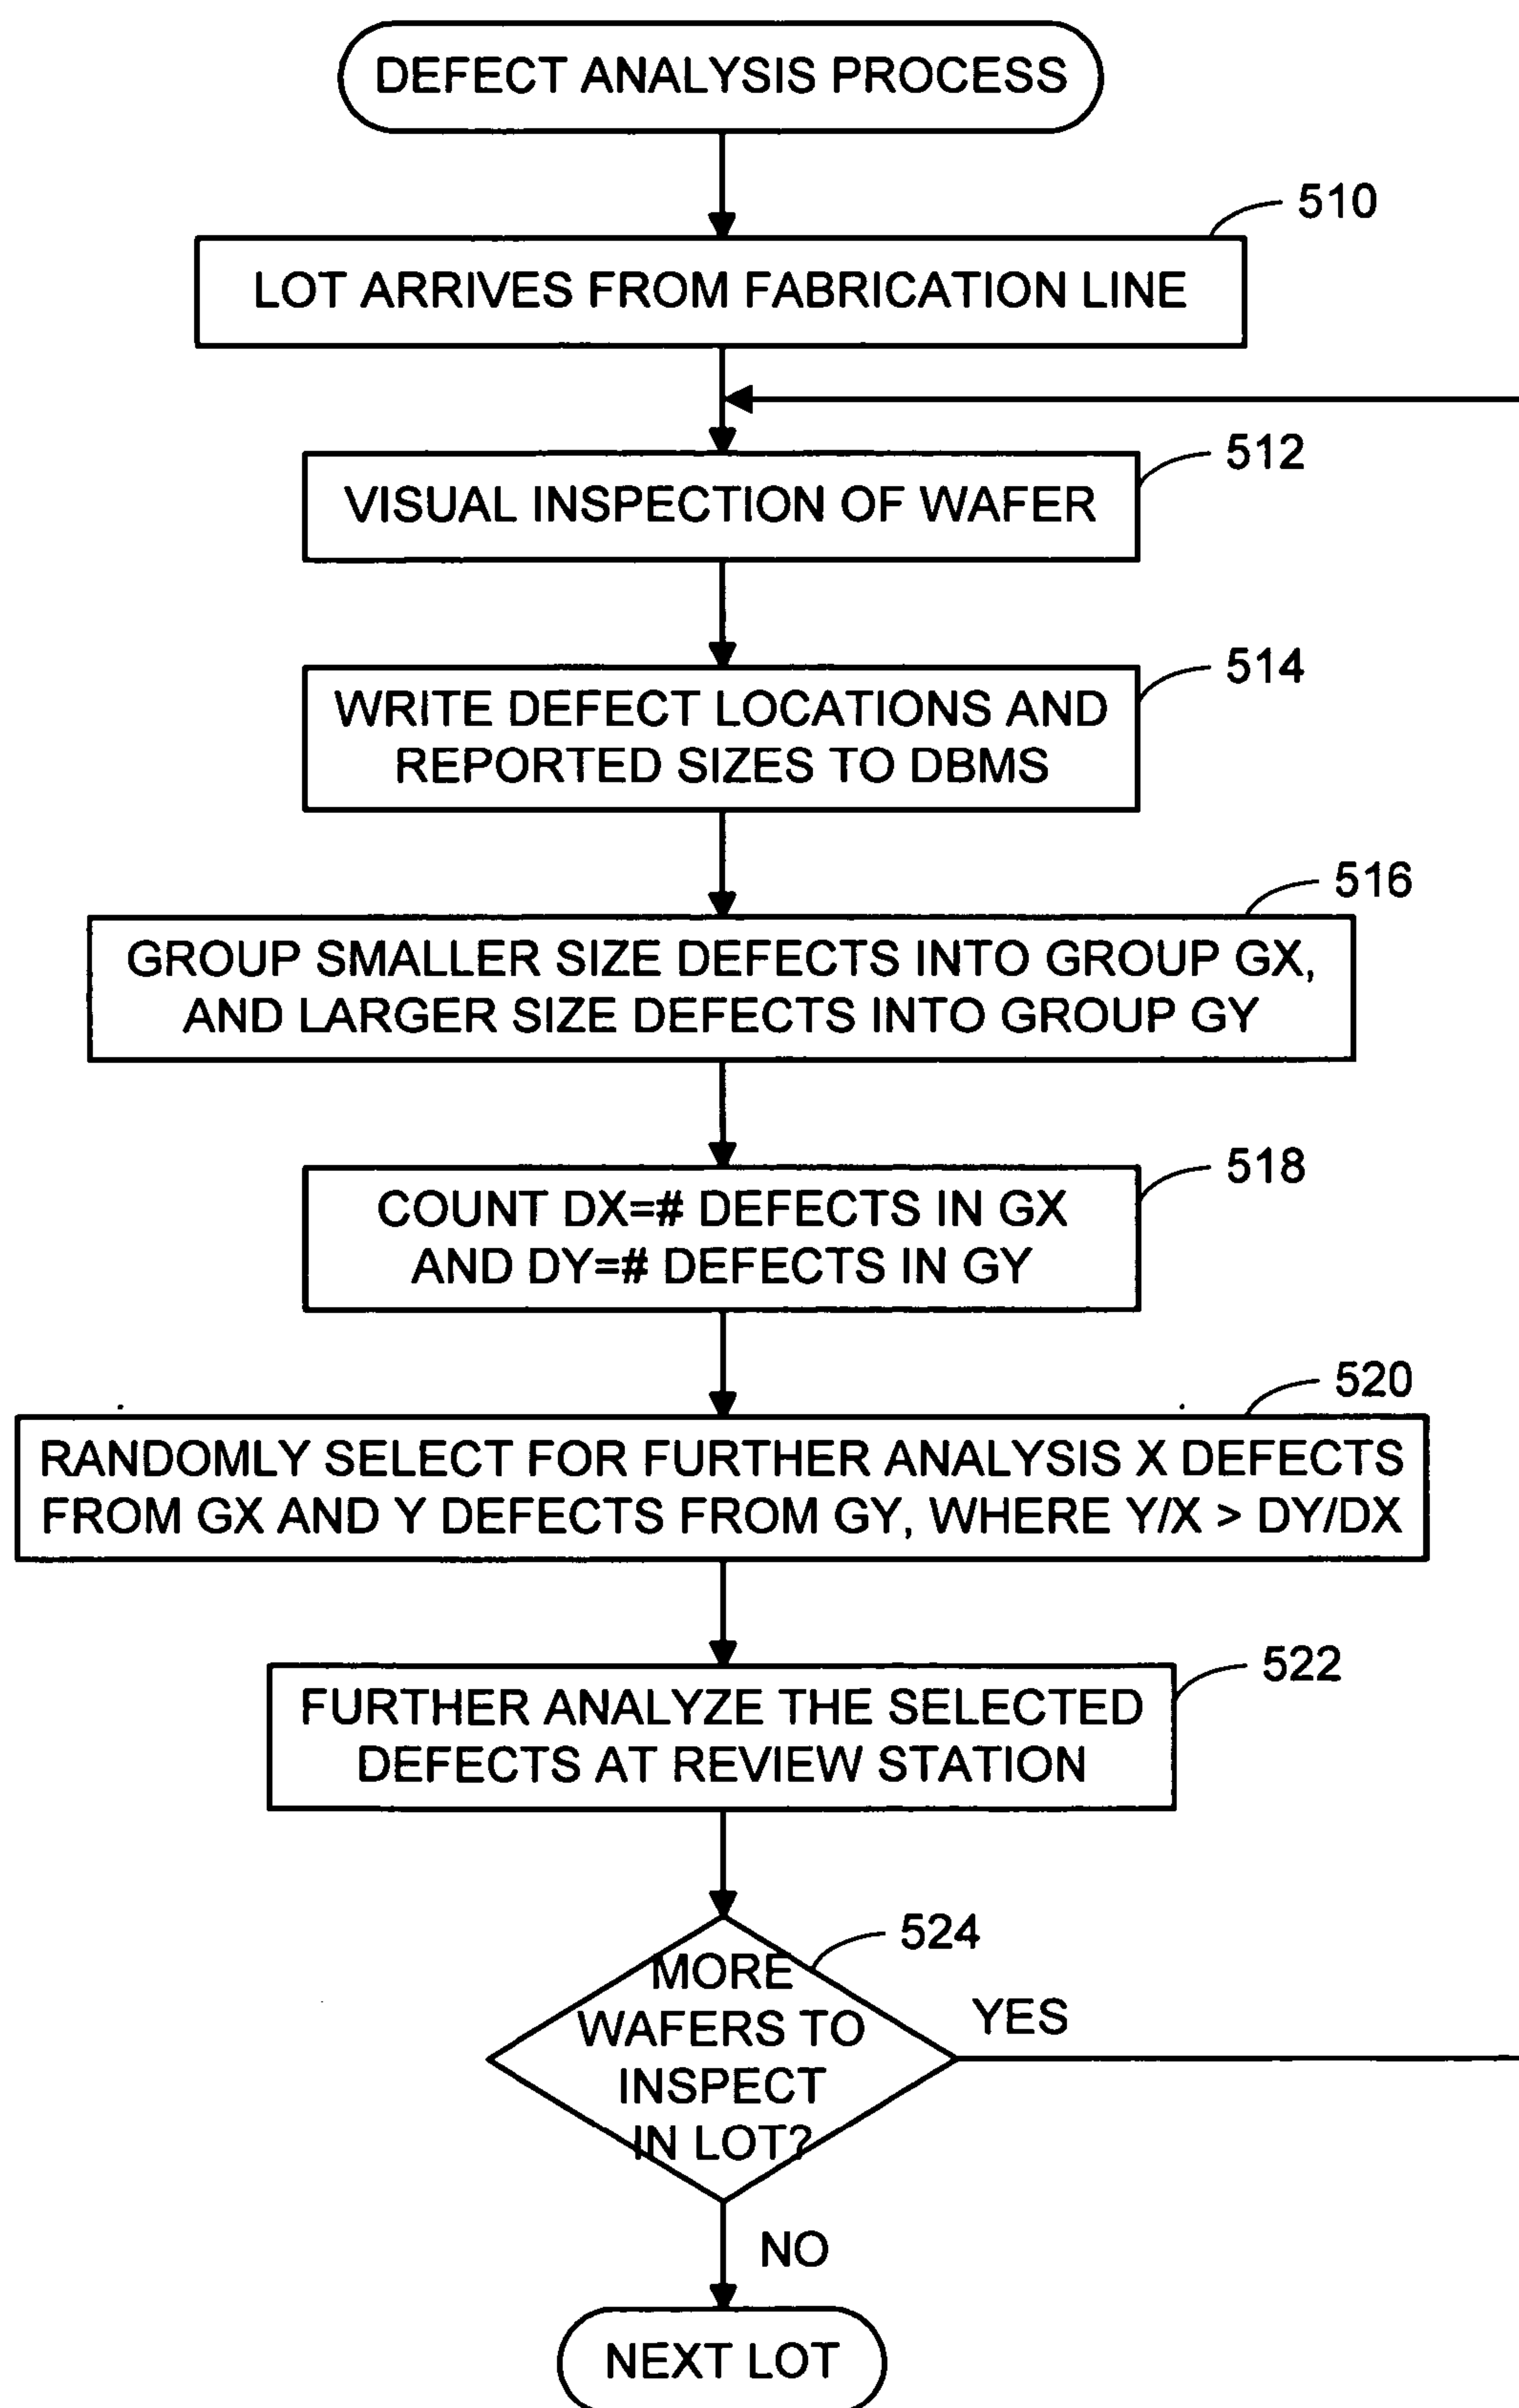 DEFECT ANALYSIS PROCESS
510
LOT ARRIVES FROM FABRICATION LINE
512
VISUAL INSPECTION OF WAFER
514
WRITE DEFECT LOCATIONS AND
REPORTED SIZES TO DBMS
516
GROUP SMALLER SIZE DEFECTS INTO GROUP GX,
AND LARGER SIZE DEFECTS INTO GROUP GY
518
COUNT DX=# DEFECTS IN GX
AND DY=# DEFECTS IN GY
520
RANDOMLY SELECT FOR FURTHER ANALYSIS X DEFECTS
FROM GX AND Y DEFECTS FROM GY, WHERE Y/X > DY/DX
522
FURTHER ANALYZE THE SELECTED
DEFECTS AT REVIEW STATION
524
MORE
WAFERS TO
INSPECT
IN LOT?
YES
NO
NEXT LOT